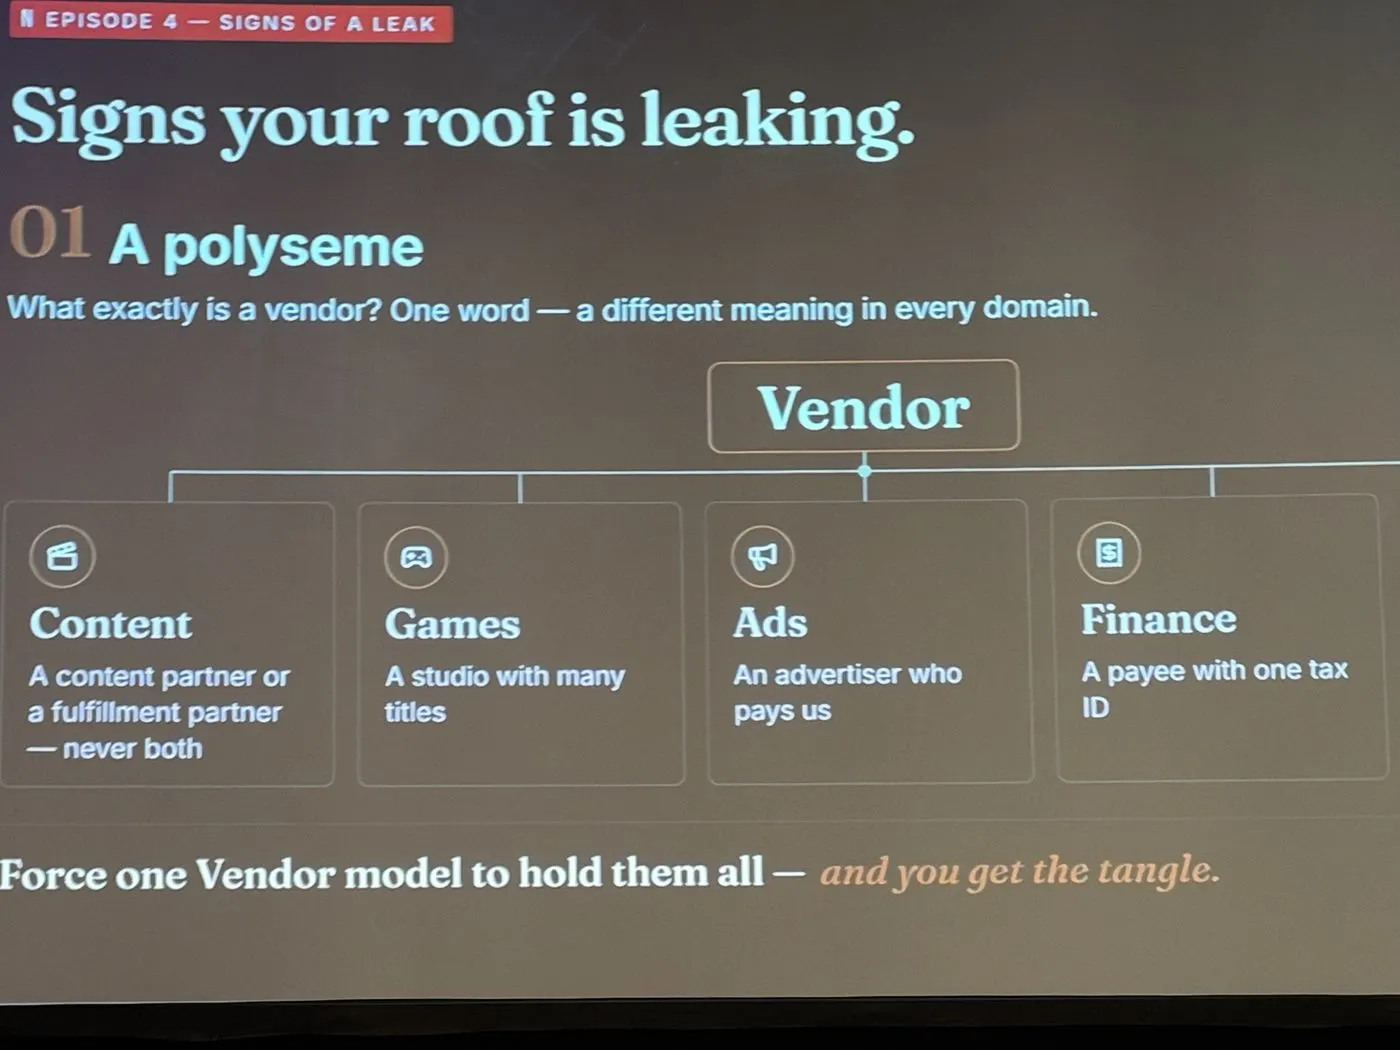 N EPISODE 4 — SIGNS OF A LEAK
Signs your roof is leaking.
01 A polyseme
What exactly is a vendor? One word — a different meaning in every domain.
Vendor
Content
A content partner or
a fulfillment partner
— never both
Games
A studio with many
titles
Ads
An advertiser who
pays us
Finance
A payee with one tax
ID
Force one Vendor model to hold them all — and you get the tangle.